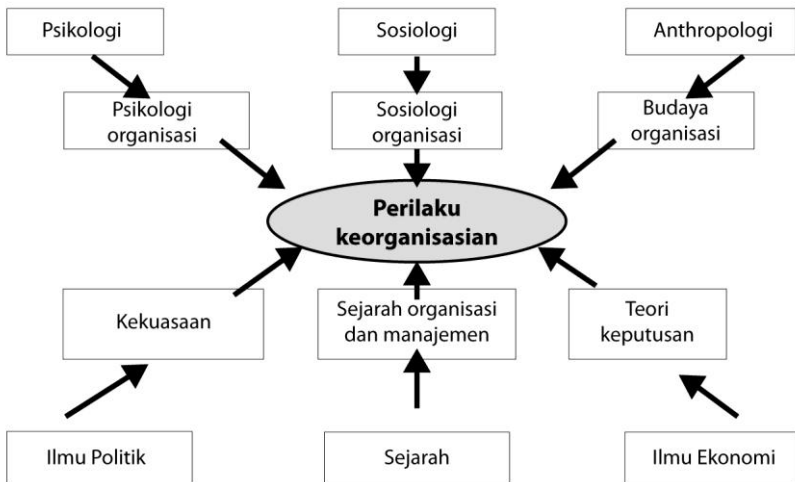 Psikologi
Sosiologi
Anthropologi
Psikologi
organisasi
Sosiologi
organisasi
Budaya
organisasi
Perilaku
keorganisasian
Kekuasaan
Sejarah organisasi
dan manajemen
Teori
keputusan
Ilmu Politik
Sejarah
Ilmu Ekonomi